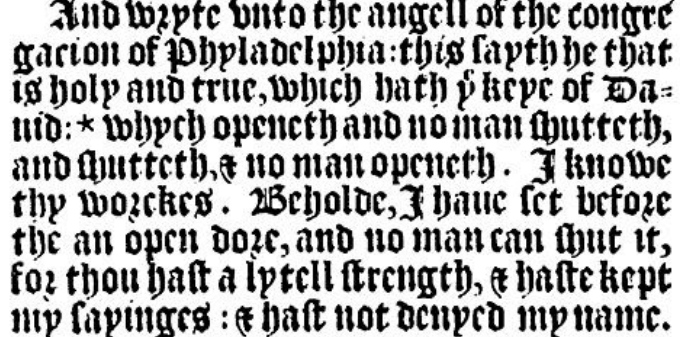 And wryte vnto the angell of the congre
gacion of Phyladelphia: this sayth he that
is holy and true, which hath yͤ keye of Da⸗
uid: * whych openeth and no man shutteth,
and shutteth, & no man openeth. I knowe
thy worckes. Beholde, I haue set before
the an open dore, and no man can shut it,
for thou hast a lytell strength, & haste kept
my sayinges: & hast not denyed my name.